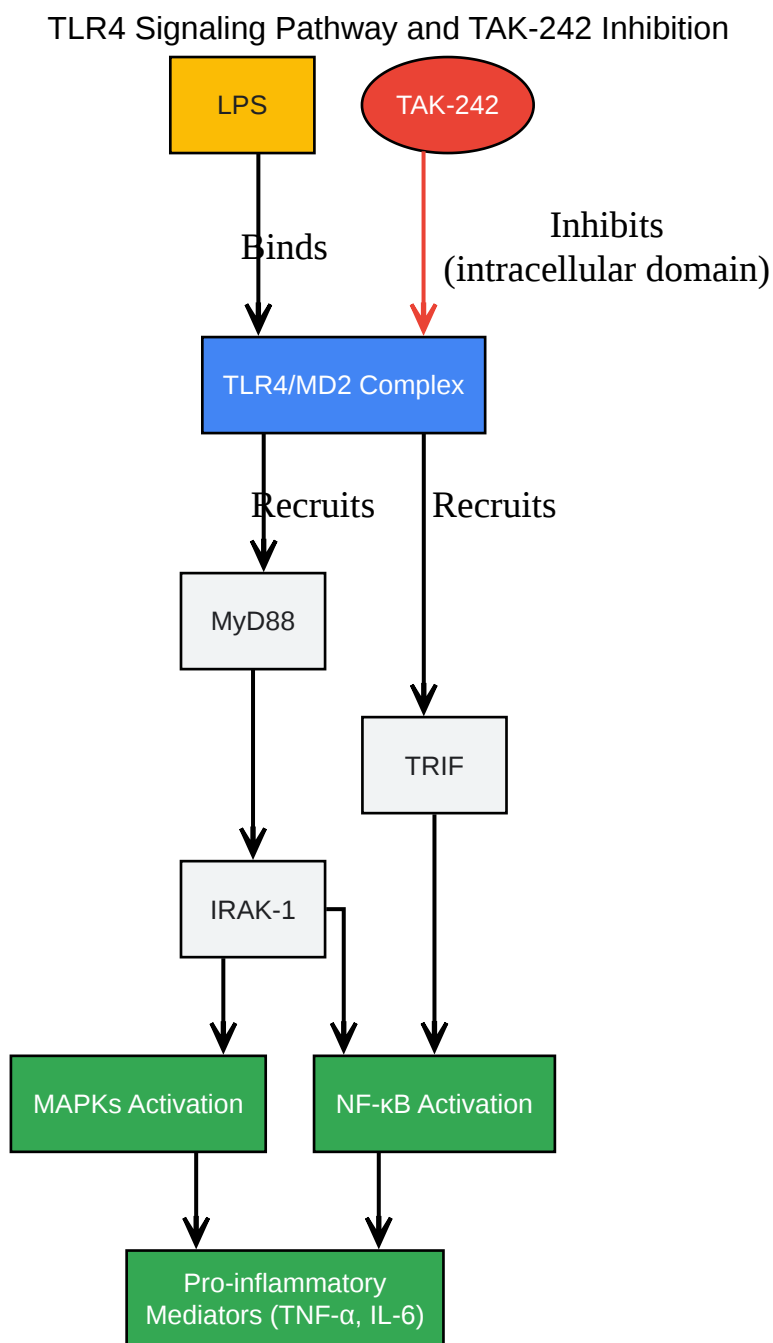 TLR4 Signaling Pathway and TAK-242 Inhibition
LPS
TAK-242
Binds
Inhibits
(intracellular domain)
TLR4/MD2 Complex
Recruits
Recruits
MyD88
TRIF
IRAK-1
MAPKs Activation
NF-κB Activation
Pro-inflammatory
Mediators (TNF-α, IL-6)